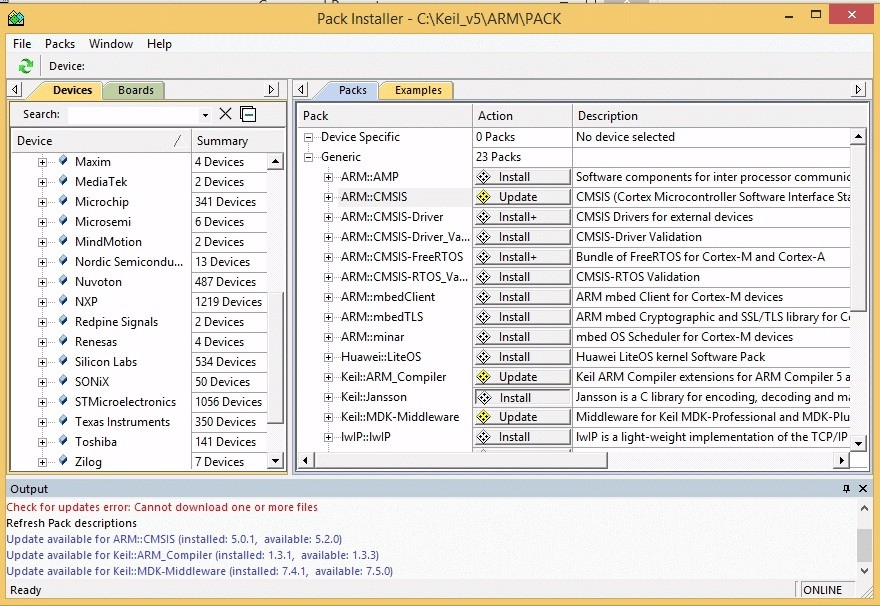 Pack Installer - C:\Keil_v5\ARM\PACK
File Packs Window Help
Device:
Devices Boards
Search:
Device / Summary
Maxim 4 Devices
MediaTek 2 Devices
Microchip 341 Devices
Microsemi 6 Devices
MindMotion 2 Devices
Nordic Semicondu... 13 Devices
Nuvoton 487 Devices
NXP 1219 Devices
Redpine Signals 2 Devices
Renesas 4 Devices
Silicon Labs 534 Devices
SONiX 50 Devices
STMicroelectronics 1056 Devices
Texas Instruments 350 Devices
Toshiba 141 Devices
Zilog 7 Devices
Packs Examples
Pack Action Description
Device Specific 0 Packs No device selected
Generic 23 Packs
ARM::AMP Install Software components for inter processor communic
ARM::CMSIS Update CMSIS (Cortex Microcontroller Software Interface Sta
ARM::CMSIS-Driver Install+ CMSIS Drivers for external devices
ARM::CMSIS-Driver_Va... Install CMSIS-Driver Validation
ARM::CMSIS-FreeRTOS Install+ Bundle of FreeRTOS for Cortex-M and Cortex-A
ARM::CMSIS-RTOS_Va... Install CMSIS-RTOS Validation
ARM::mbedClient Install ARM mbed Client for Cortex-M devices
ARM::mbedTLS Install ARM mbed Cryptographic and SSL/TLS library for Co
ARM::minar Install mbed OS Scheduler for Cortex-M devices
Huawei::LiteOS Install Huawei LiteOS kernel Software Pack
Keil::ARM_Compiler Update Keil ARM Compiler extensions for ARM Compiler 5 a
Keil::Jansson Install Jansson is a C library for encoding, decoding and ma
Keil::MDK-Middleware Update Middleware for Keil MDK-Professional and MDK-Plu
lwIP::lwIP Install lwIP is a light-weight implementation of the TCP/IP
Output
Check for updates error: Cannot download one or more files
Refresh Pack descriptions
Update available for ARM::CMSIS (installed: 5.0.1, available: 5.2.0)
Update available for Keil::ARM_Compiler (installed: 1.3.1, available: 1.3.3)
Update available for Keil::MDK-Middleware (installed: 7.4.1, available: 7.5.0)
Ready ONLINE